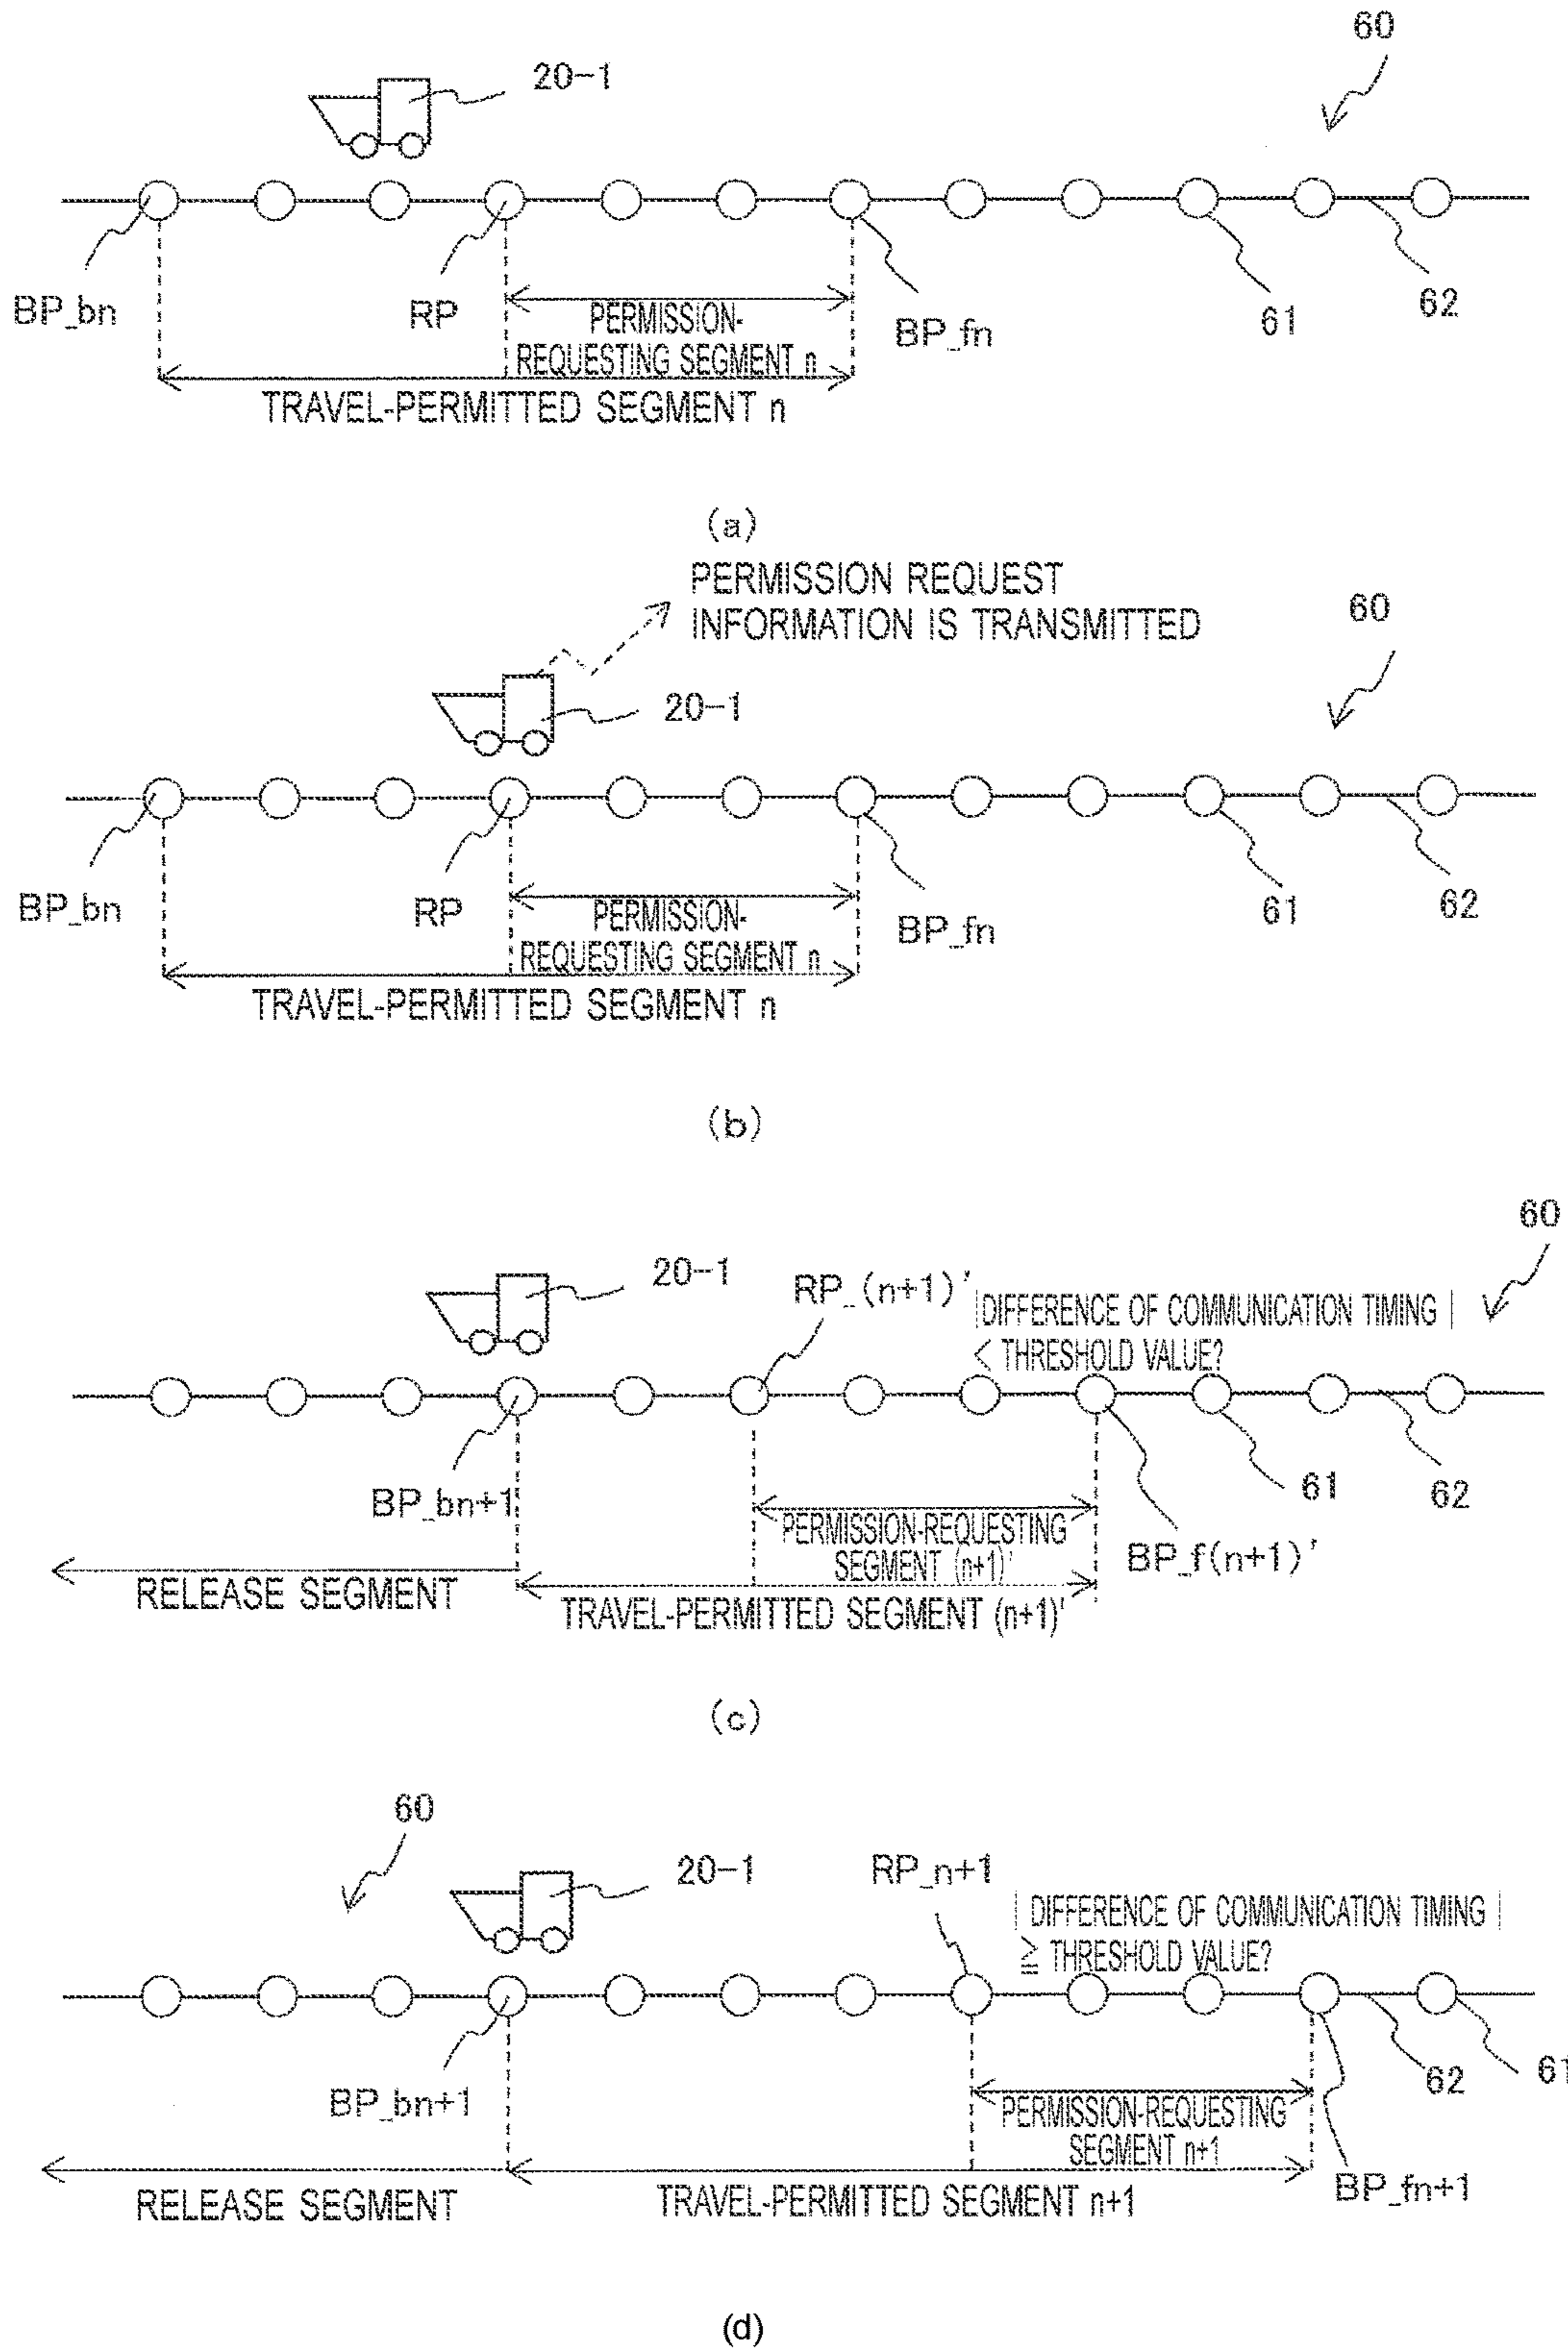 60
20-1
BP_bn
RP
PERMISSION-
REQUESTING SEGMENT n
BP_fn
61
62
TRAVEL-PERMITTED SEGMENT n
(a)
PERMISSION REQUEST
INFORMATION IS TRANSMITTED
60
20-1
BP_bn
RP
PERMISSION-
REQUESTING SEGMENT n
BP_fn
61
62
TRAVEL-PERMITTED SEGMENT n
(b)
60
20-1
RP_(n+1)'
|DIFFERENCE OF COMMUNICATION TIMING|
< THRESHOLD VALUE?
BP_bn+1
61
62
PERMISSION-REQUESTING
SEGMENT (n+1)'
BP_f(n+1)'
RELEASE SEGMENT
TRAVEL-PERMITTED SEGMENT (n+1)'
(c)
60
20-1
RP_n+1
| DIFFERENCE OF COMMUNICATION TIMING |
≧ THRESHOLD VALUE?
BP_bn+1
62
61
PERMISSION-REQUESTING
SEGMENT n+1
BP_fn+1
RELEASE SEGMENT
TRAVEL-PERMITTED SEGMENT n+1
(d)